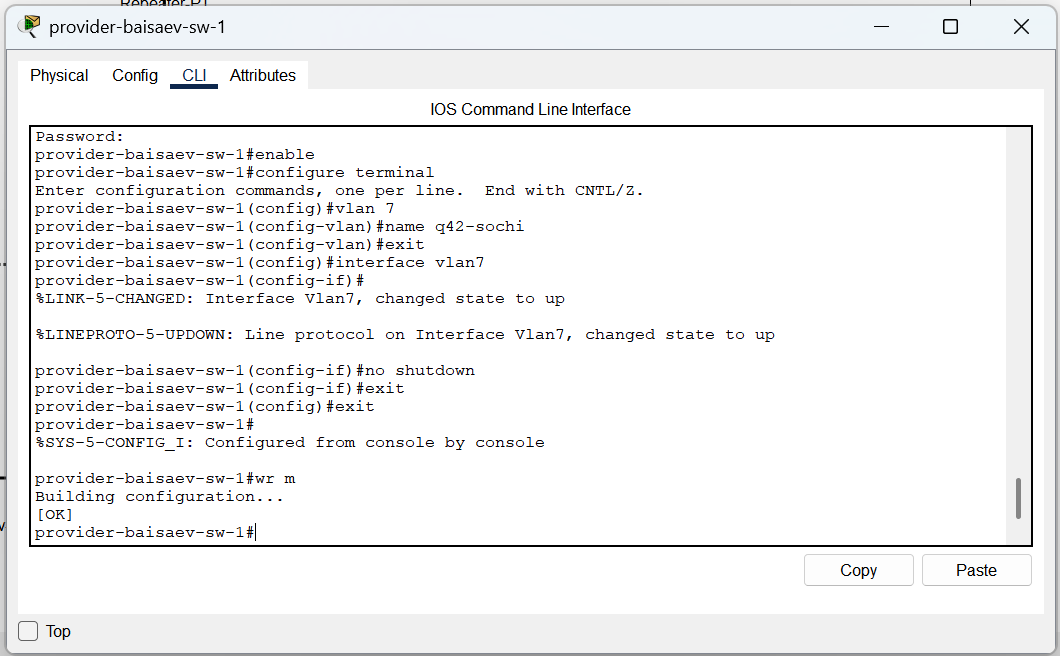 Repeater-PT
provider-baisaev-sw-1
Physical Config CLI Attributes
IOS Command Line Interface
Password:
provider-baisaev-sw-1#enable
provider-baisaev-sw-1#configure terminal
Enter configuration commands, one per line.  End with CNTL/Z.
provider-baisaev-sw-1(config)#vlan 7
provider-baisaev-sw-1(config-vlan)#name q42-sochi
provider-baisaev-sw-1(config-vlan)#exit
provider-baisaev-sw-1(config)#interface vlan7
provider-baisaev-sw-1(config-if)#
%LINK-5-CHANGED: Interface Vlan7, changed state to up
%LINEPROTO-5-UPDOWN: Line protocol on Interface Vlan7, changed state to up
provider-baisaev-sw-1(config-if)#no shutdown
provider-baisaev-sw-1(config-if)#exit
provider-baisaev-sw-1(config)#exit
provider-baisaev-sw-1#
%SYS-5-CONFIG_I: Configured from console by console
provider-baisaev-sw-1#wr m
Building configuration...
[OK]
provider-baisaev-sw-1#
Copy Paste
Top